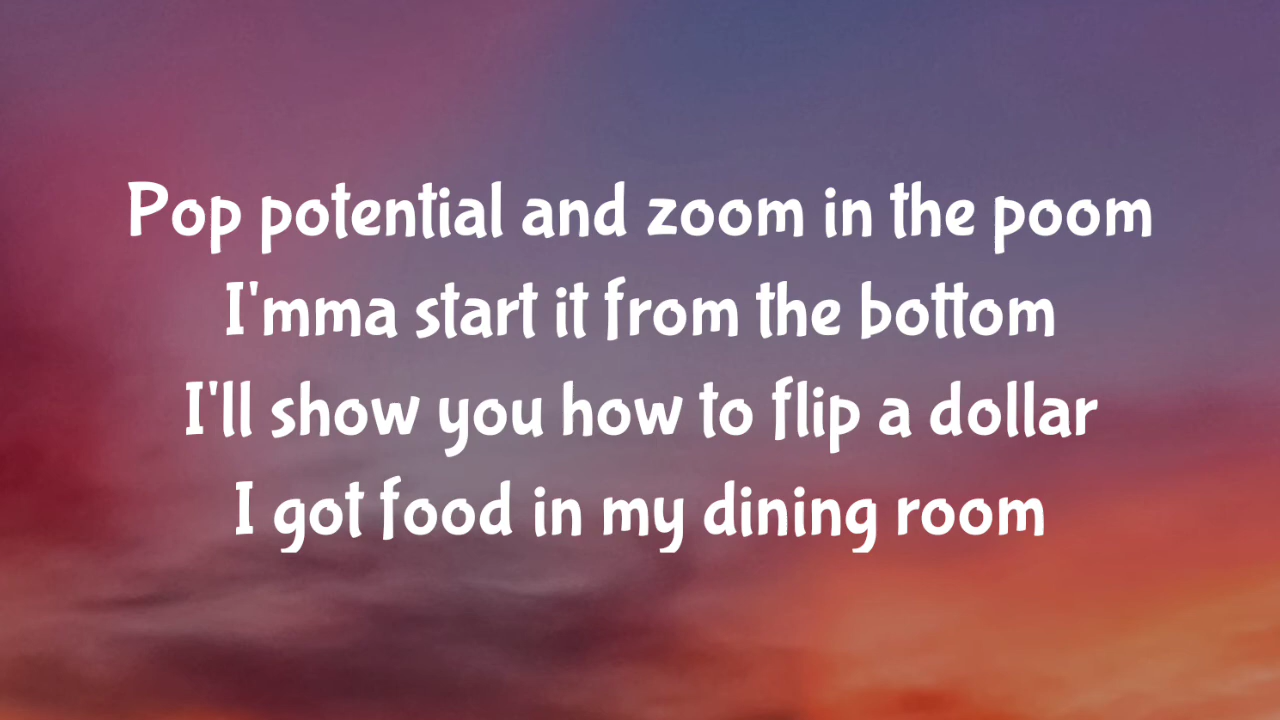 Pop potential and zoom in the poom
I'mma start it from the bottom
I'll show you how to flip a dollar
I got food in my dining room